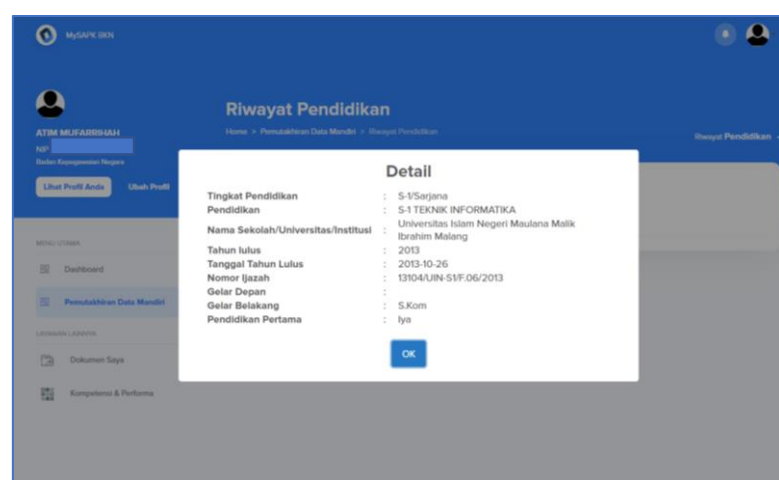 MySAPK BKN
ATIM MUFARRIHAH
NIP
Badan Kepegawaian Negara
Lihat Profil Anda Ubah Profil
Riwayat Pendidikan
Home > Pemutakhiran Data Mandiri > Riwayat Pendidikan
Riwayat Pendidikan
MENU UTAMA
Dashboard
Pemutakhiran Data Mandiri
LAYANAN LAINNYA
Dokumen Saya
Kompetensi & Performa
Detail
Tingkat Pendidikan : S-1/Sarjana
Pendidikan : S-1 TEKNIK INFORMATIKA
Nama Sekolah/Universitas/Institusi : Universitas Islam Negeri Maulana Malik
Ibrahim Malang
Tahun lulus : 2013
Tanggal Tahun Lulus : 2013-10-26
Nomor Ijazah : 13104/UIN-S1/F.06/2013
Gelar Depan :
Gelar Belakang : S.Kom
Pendidikan Pertama : Iya
OK